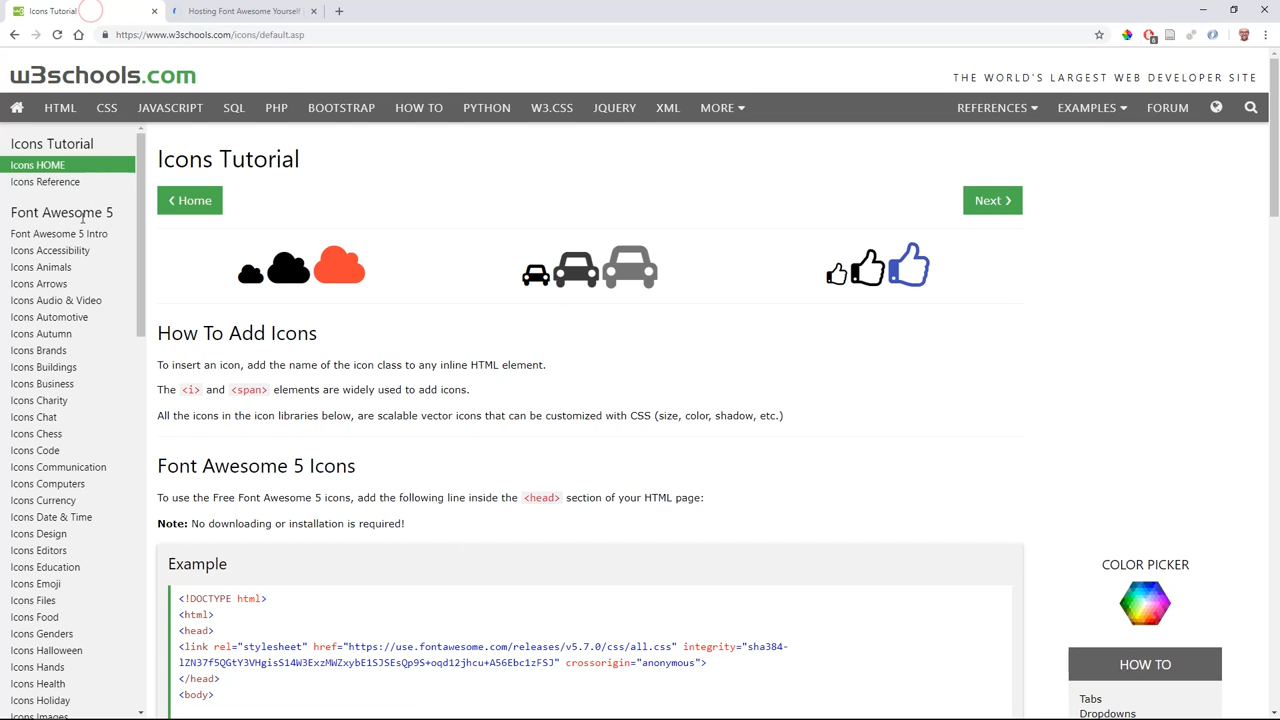 Icons Tutorial
Hosting Font Awesome Yourself
https://www.w3schools.com/icons/default.asp
6
w3schools.com
THE WORLD'S LARGEST WEB DEVELOPER SITE
HTML CSS JAVASCRIPT SQL PHP BOOTSTRAP HOW TO PYTHON W3.CSS JQUERY XML MORE REFERENCES EXAMPLES FORUM
Icons Tutorial
Icons HOME
Icons Reference
Font Awesome 5
Font Awesome 5 Intro
Icons Accessibility
Icons Animals
Icons Arrows
Icons Audio & Video
Icons Automotive
Icons Autumn
Icons Brands
Icons Buildings
Icons Business
Icons Charity
Icons Chat
Icons Chess
Icons Code
Icons Communication
Icons Computers
Icons Currency
Icons Date & Time
Icons Design
Icons Editors
Icons Education
Icons Emoji
Icons Files
Icons Food
Icons Genders
Icons Halloween
Icons Hands
Icons Health
Icons Holiday
Icons Images
Icons Tutorial
❮ Home
Next ❯
How To Add Icons
To insert an icon, add the name of the icon class to any inline HTML element.
The <i> and <span> elements are widely used to add icons.
All the icons in the icon libraries below, are scalable vector icons that can be customized with CSS (size, color, shadow, etc.)
Font Awesome 5 Icons
To use the Free Font Awesome 5 icons, add the following line inside the <head> section of your HTML page:
Note: No downloading or installation is required!
Example
<!DOCTYPE html>
<html>
<head>
<link rel="stylesheet" href="https://use.fontawesome.com/releases/v5.7.0/css/all.css" integrity="sha384-
lZN37f5QGtY3VHgisS14W3ExzMWZxybE1SJSEsQp9S+oqd12jhcu+A56Ebc1zFSJ" crossorigin="anonymous">
</head>
<body>
COLOR PICKER
HOW TO
Tabs
Dropdowns